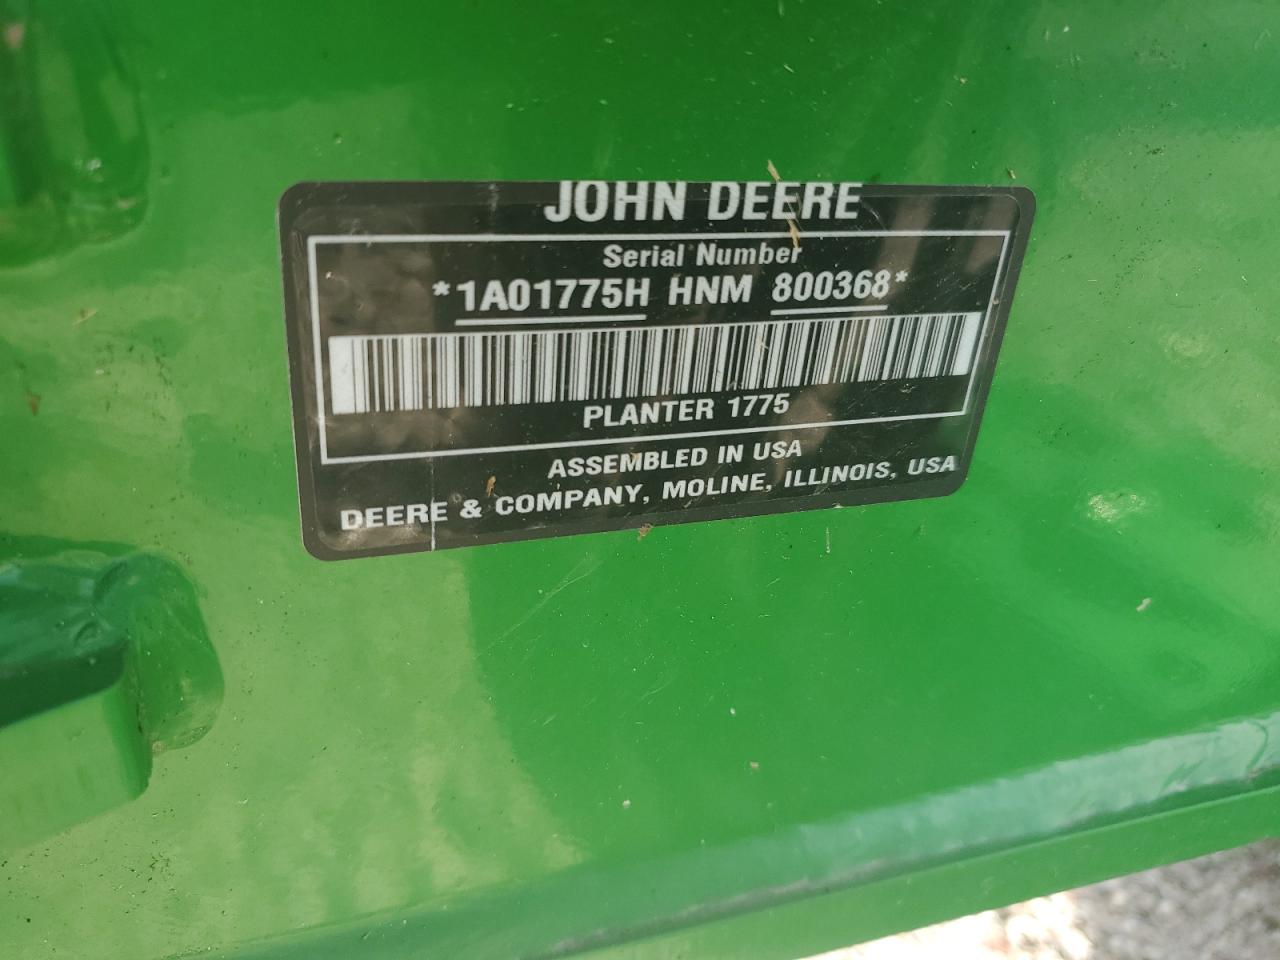 JOHN DEERE
Serial Number
*1A01775H HNM 800368*
PLANTER 1775
ASSEMBLED IN USA
DEERE & COMPANY, MOLINE, ILLINOIS, USA